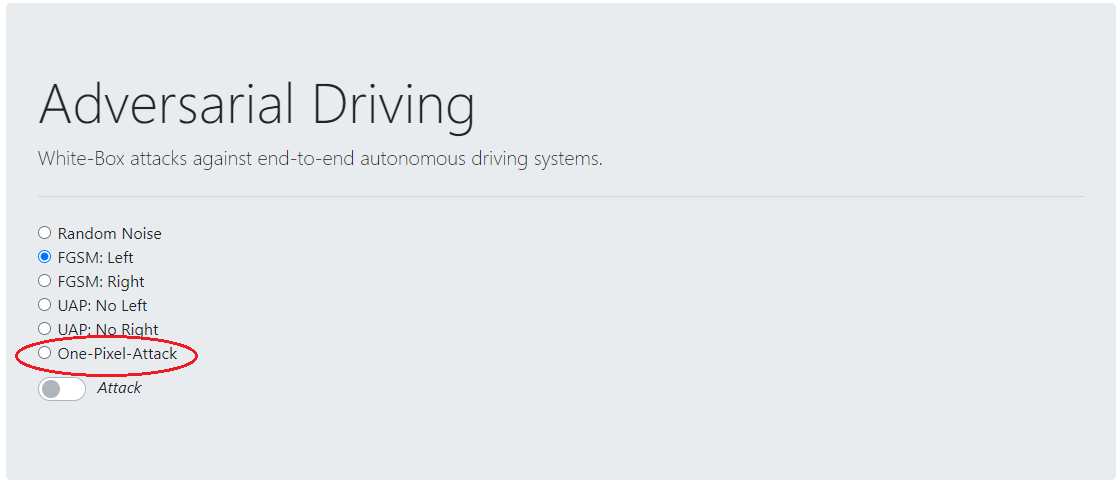 Adversarial Driving
White-Box attacks against end-to-end autonomous driving systems.
Random Noise
FGSM: Left
FGSM: Right
UAP: No Left
UAP: No Right
One-Pixel-Attack
Attack